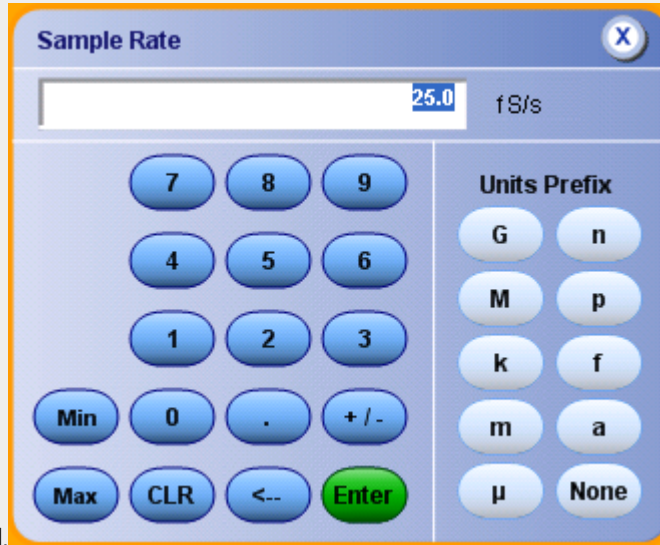 Sample Rate X
25.0 fS/s
7 8 9 Units Prefix
G n
4 5 6
M p
1 2 3
k f
Min 0 . + / -
m a
Max CLR <-- Enter
µ None